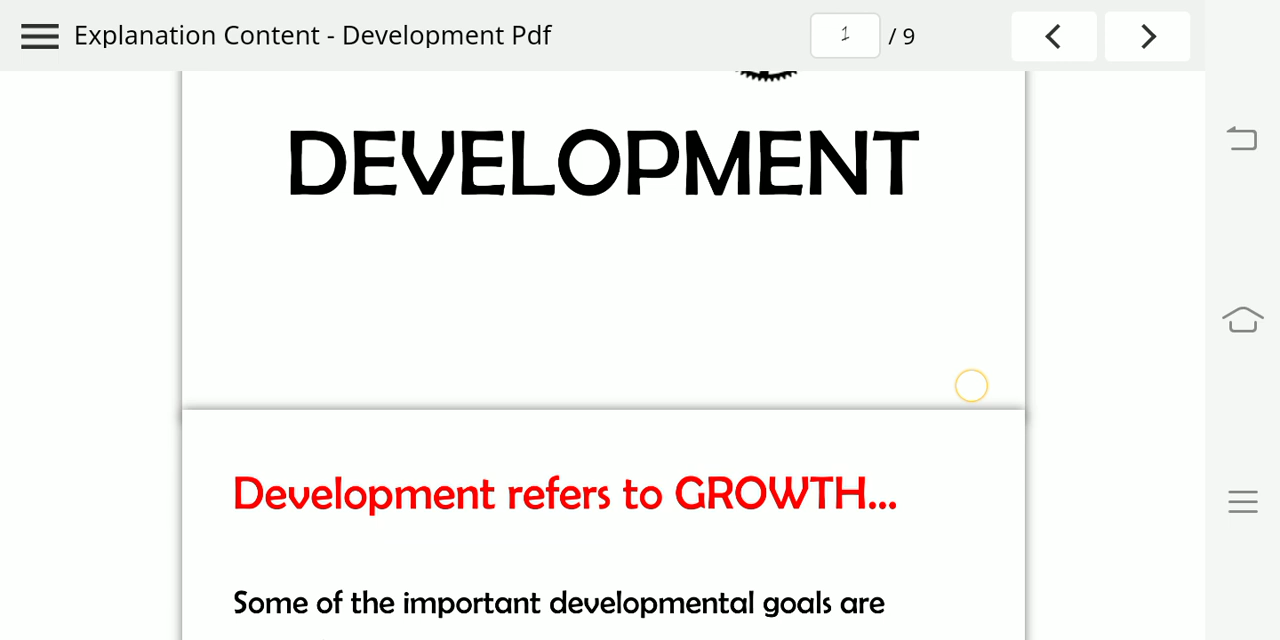 Explanation Content - Development Pdf
1 / 9
DEVELOPMENT
Development refers to GROWTH...
Some of the important developmental goals are